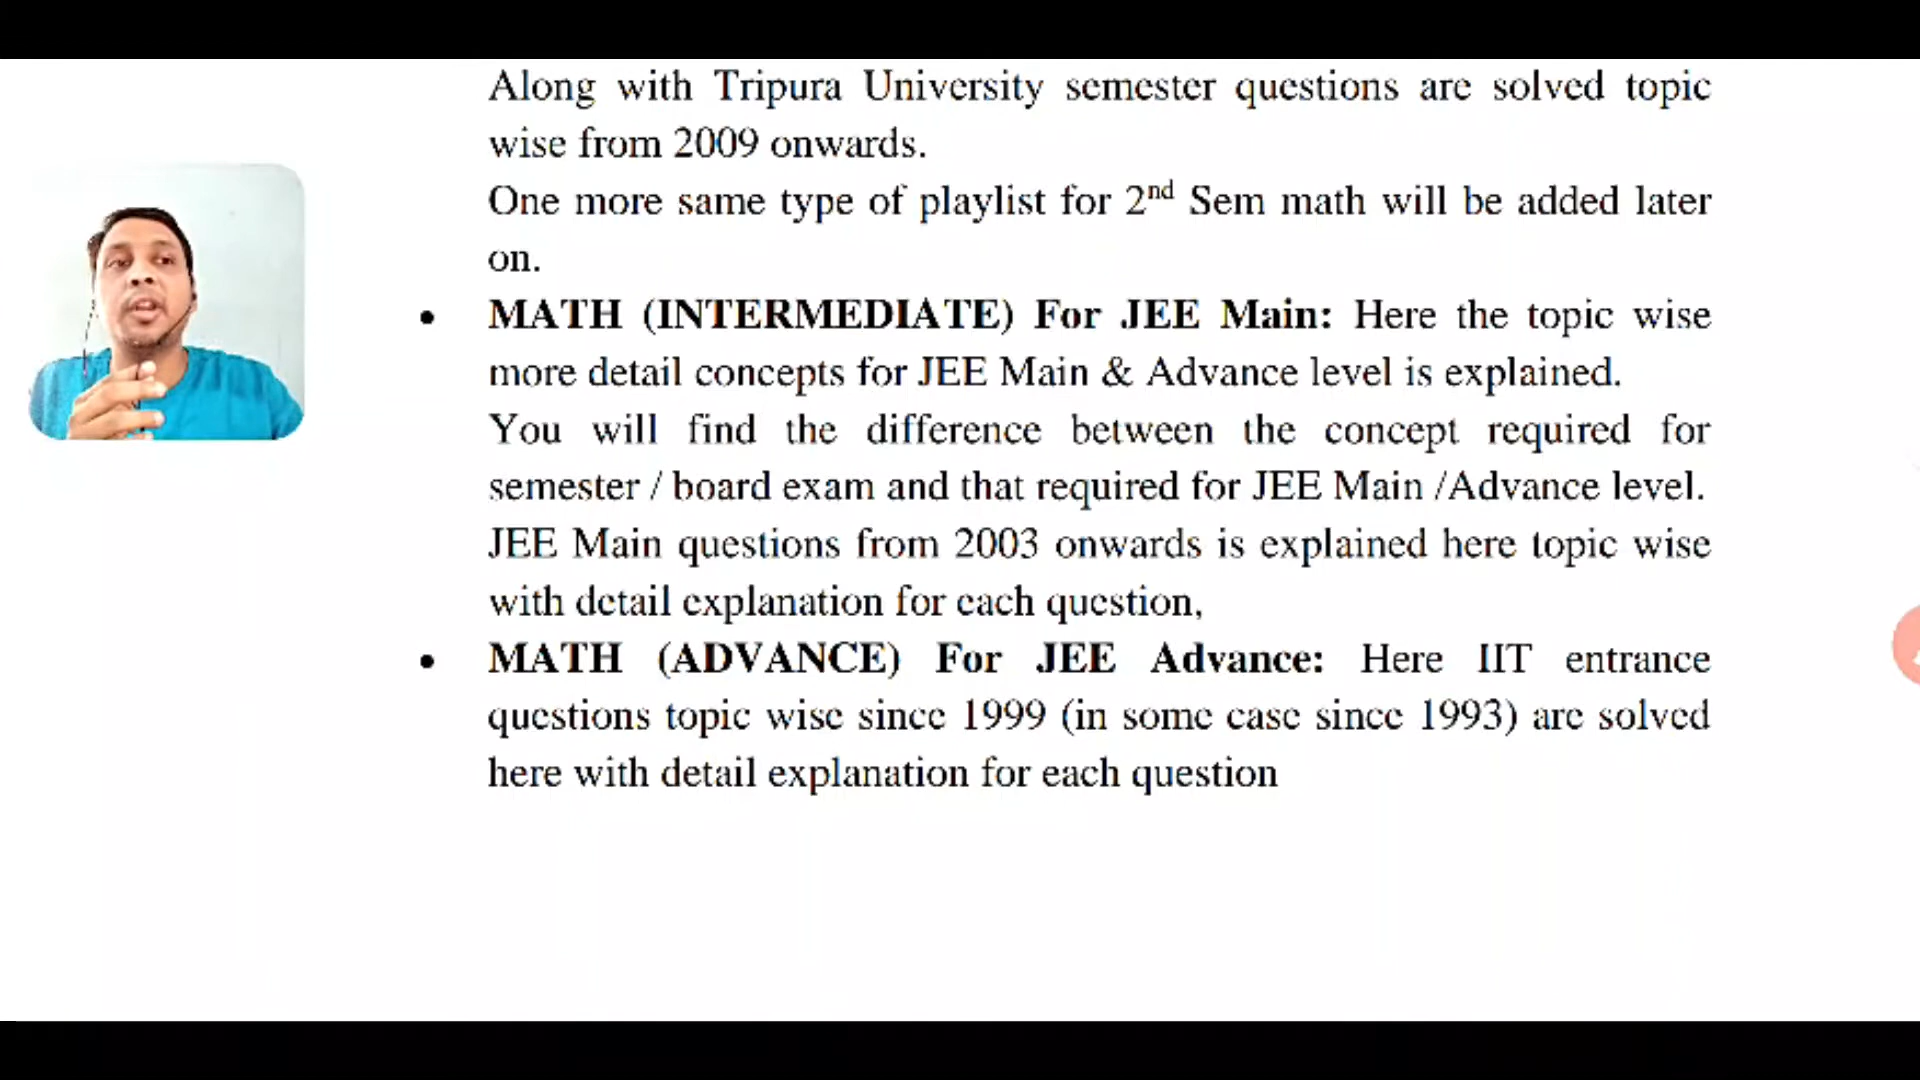 Along with Tripura University semester questions are solved topic
wise from 2009 onwards.
One more same type of playlist for 2nd Sem math will be added later
on.
• MATH (INTERMEDIATE) For JEE Main: Here the topic wise
more detail concepts for JEE Main & Advance level is explained.
You will find the difference between the concept required for
semester / board exam and that required for JEE Main /Advance level.
JEE Main questions from 2003 onwards is explained here topic wise
with detail explanation for each question,
• MATH (ADVANCE) For JEE Advance: Here IIT entrance
questions topic wise since 1999 (in some case since 1993) are solved
here with detail explanation for each question